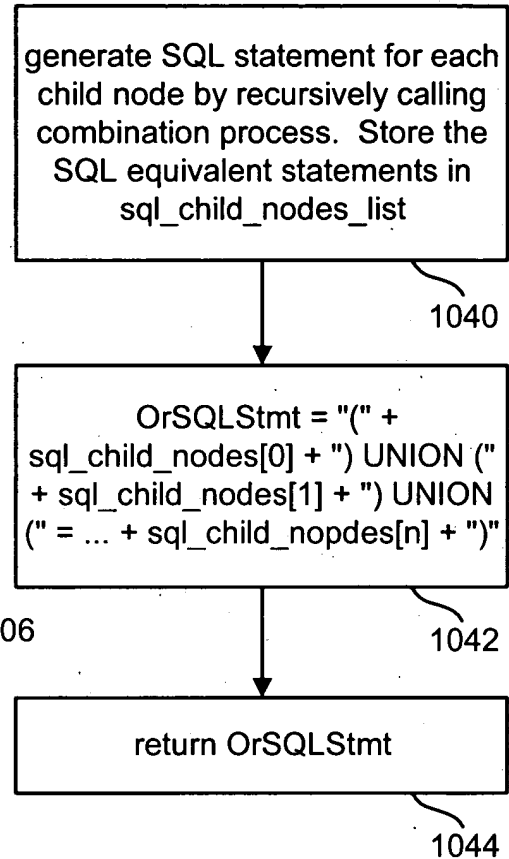 generate SQL statement for each
child node by recursively calling
combination process.  Store the
SQL equivalent statements in
sql_child_nodes_list
1040
OrSQLStmt = "(" +
sql_child_nodes[0] + ") UNION ("
+ sql_child_nodes[1] + ") UNION
(" = ... + sql_child_nopdes[n] + ")"
06
1042
return OrSQLStmt
1044